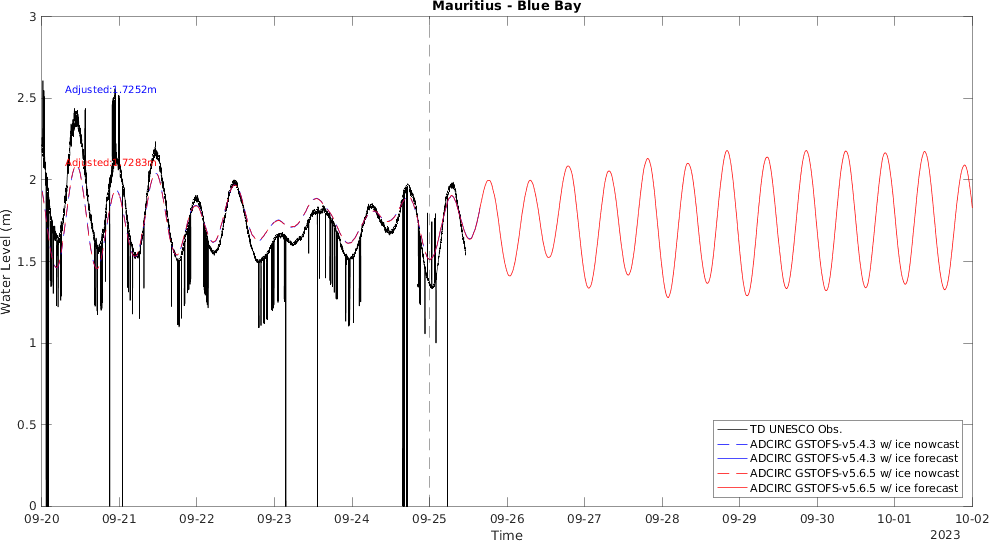 Mauritius - Blue Bay
3
2.5
2
1.5
1
0.5
0
Water Level (m)
Adjusted:1.7252m
Adjusted:1.7283m
TD UNESCO Obs.
ADCIRC GSTOFS-v5.4.3 w/ ice nowcast
ADCIRC GSTOFS-v5.4.3 w/ ice forecast
ADCIRC GSTOFS-v5.6.5 w/ ice nowcast
ADCIRC GSTOFS-v5.6.5 w/ ice forecast
09-20 09-21 09-22 09-23 09-24 09-25 09-26 09-27 09-28 09-29 09-30 10-01 10-02
Time
2023